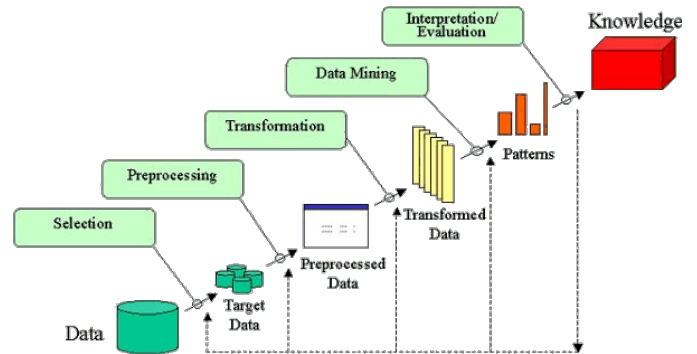 Interpretation/
Evaluation
Knowledge
Data Mining
Transformation
Patterns
Preprocessing
Transformed
Data
Selection
Preprocessed
Data
Target
Data
Data